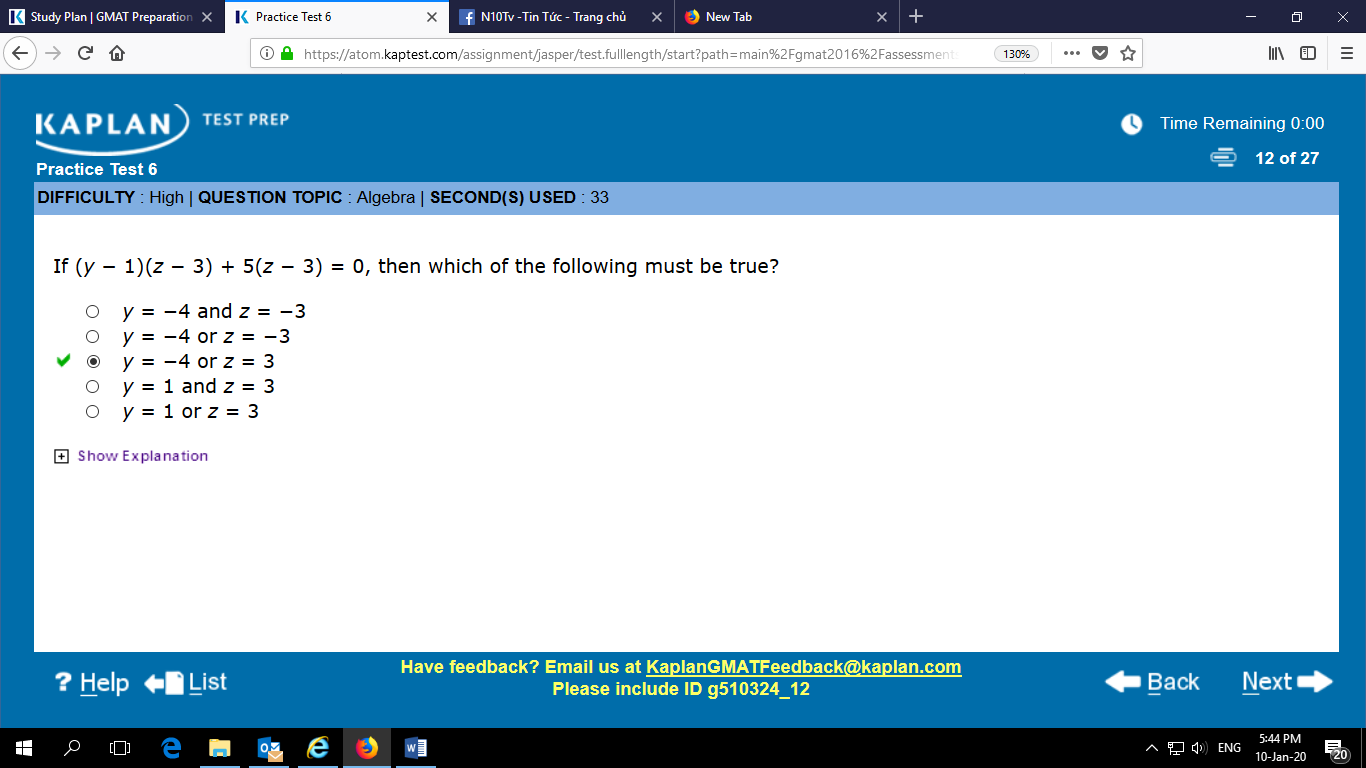 Study Plan | GMAT Preparation
Practice Test 6
N10Tv -Tin Tức - Trang chủ
New Tab
https://atom.kaptest.com/assignment/jasper/test.fulllength/start?path=main%2Fgmat2016%2Fassessment
130%
KAPLAN TEST PREP
Time Remaining 0:00
12 of 27
Practice Test 6
DIFFICULTY : High | QUESTION TOPIC : Algebra | SECOND(S) USED : 33
If (y − 1)(z − 3) + 5(z − 3) = 0, then which of the following must be true?
y = −4 and z = −3
y = −4 or z = −3
y = −4 or z = 3
y = 1 and z = 3
y = 1 or z = 3
Show Explanation
Have feedback? Email us at KaplanGMATFeedback@kaplan.com
Please include ID g510324_12
? Help
List
Back
Next
ENG
5:44 PM
10-Jan-20
20